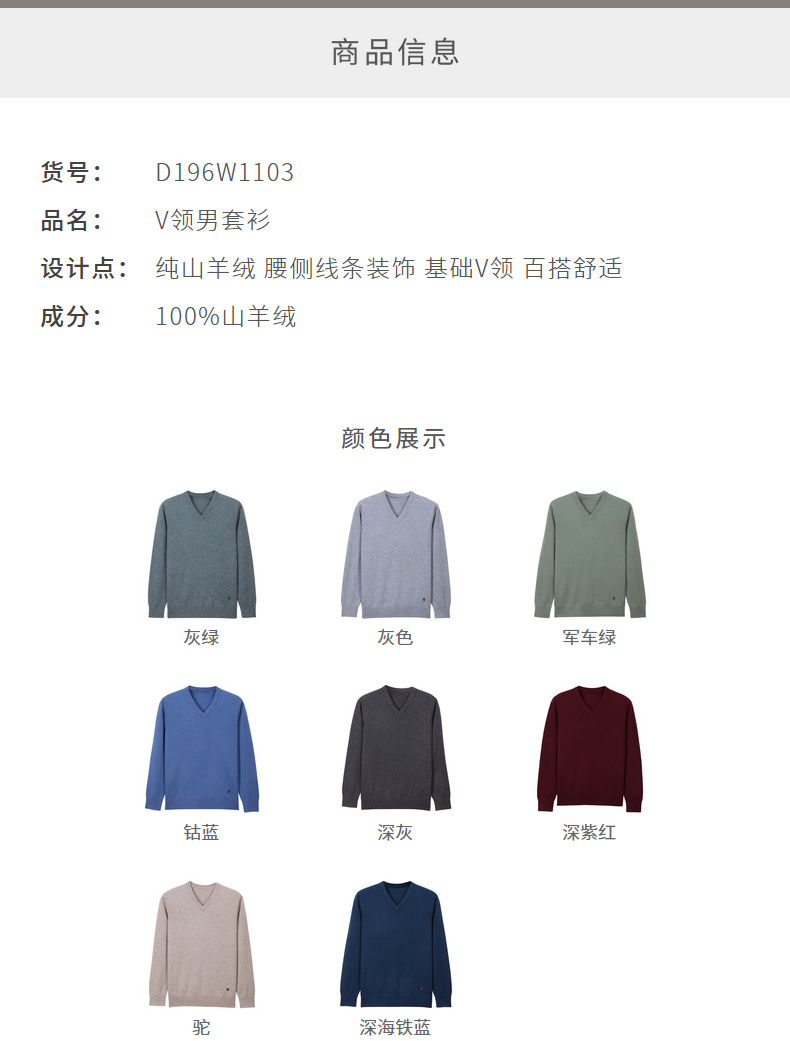 商品信息
货号： D196W1103
品名： V领男套衫
设计点： 纯山羊绒 腰侧线条装饰 基础V领 百搭舒适
成分： 100%山羊绒
颜色展示
灰绿 灰色 军车绿
钴蓝 深灰 深紫红
驼 深海铁蓝